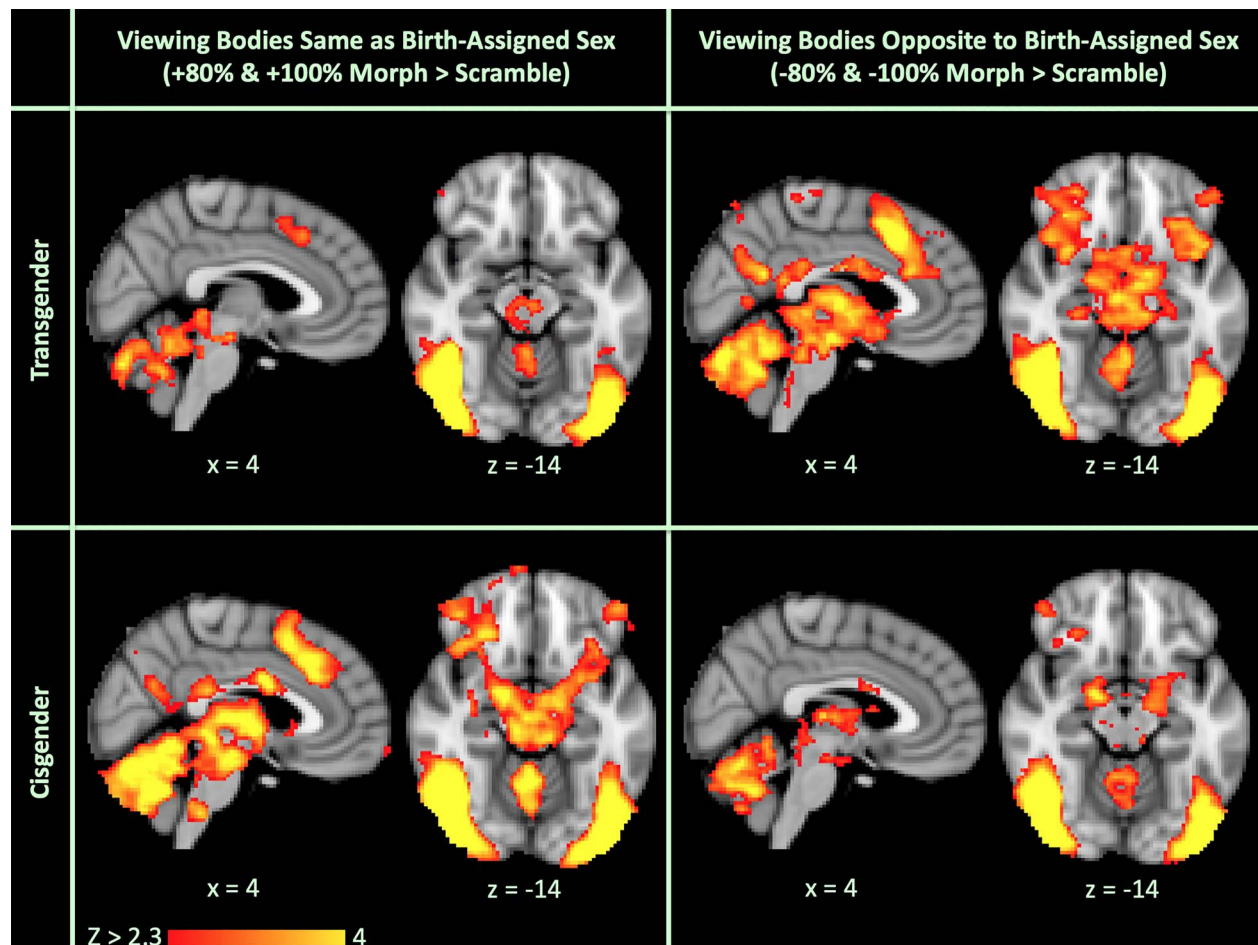 Viewing Bodies Same as Birth-Assigned Sex
(+80% & +100% Morph > Scramble)
Viewing Bodies Opposite to Birth-Assigned Sex
(-80% & -100% Morph > Scramble)
Transgender
x = 4
z = -14
x = 4
z = -14
Cisgender
x = 4
z = -14
x = 4
z = -14
Z > 2.3
4